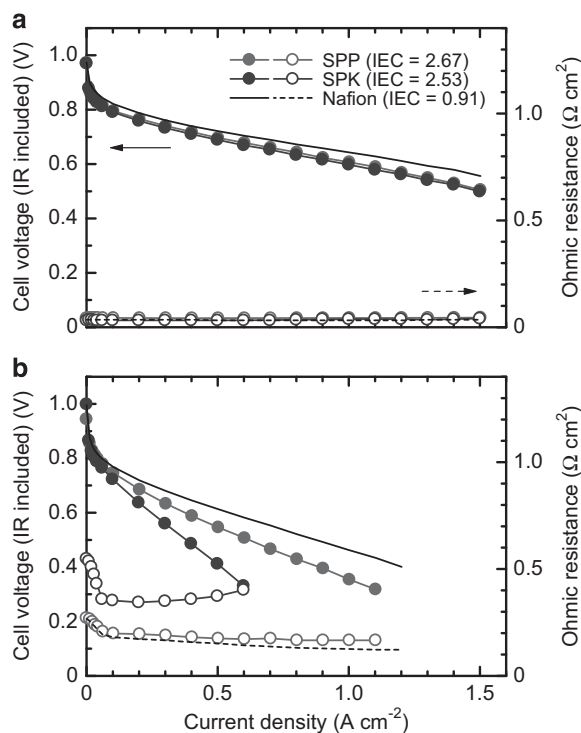 a
Cell voltage (IR included) (V)
1.0
0.8
0.6
0.4
0.2
0
SPP (IEC = 2.67)
SPK (IEC = 2.53)
Nafion (IEC = 0.91)
1.0
0.5
0
Ohmic resistance (Ω cm²)
b
Cell voltage (IR included) (V)
1.0
0.8
0.6
0.4
0.2
0
1.0
0.5
0
Ohmic resistance (Ω cm²)
0 0.5 1.0 1.5
Current density (A cm⁻²)